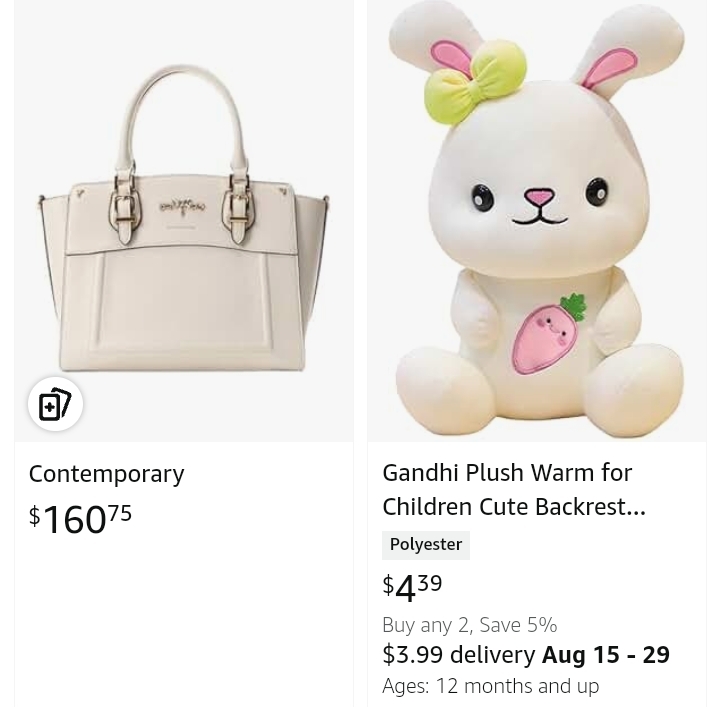 Contemporary
$16075
Gandhi Plush Warm for
Children Cute Backrest...
Polyester
$439
Buy any 2, Save 5%
$3.99 delivery Aug 15 - 29
Ages: 12 months and up